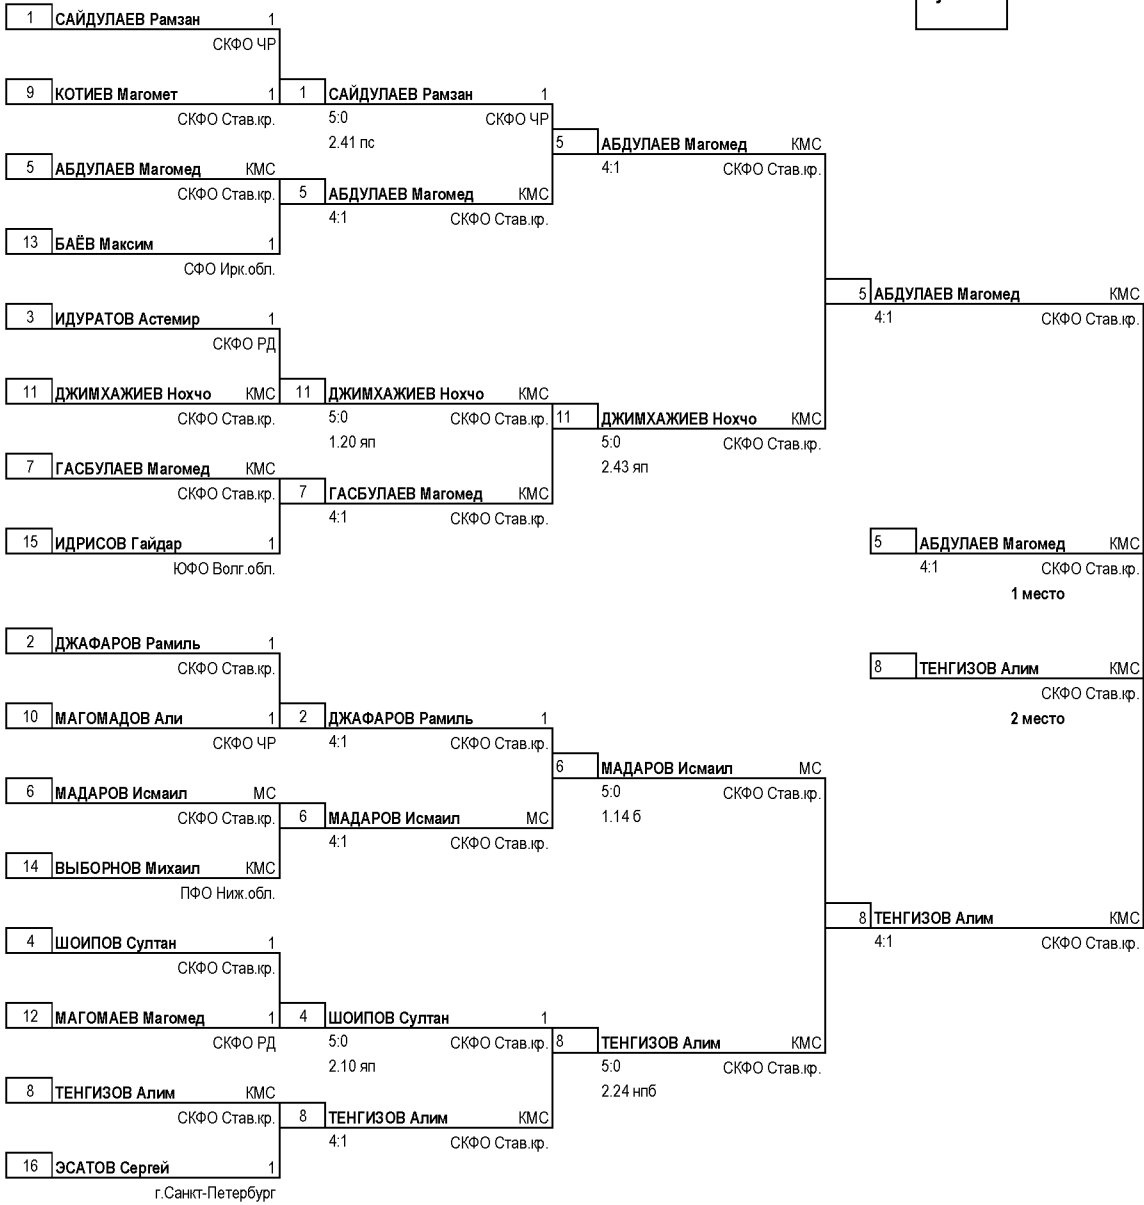 1 САЙДУЛАЕВ Рамзан 1
СКФО ЧР
9 КОТИЕВ Магомет 1 1 САЙДУЛАЕВ Рамзан 1
СКФО Став.кр. 5:0 СКФО ЧР
2.41 пс
5 АБДУЛАЕВ Магомед КМС
4:1 СКФО Став.кр.
5 АБДУЛАЕВ Магомед КМС
СКФО Став.кр. 5 АБДУЛАЕВ Магомед КМС
4:1 СКФО Став.кр.
13 БАЁВ Максим 1
СФО Ирк.обл.
5 АБДУЛАЕВ Магомед КМС
4:1 СКФО Став.кр.
3 ИДУРАТОВ Астемир 1
СКФО РД
11 ДЖИМХАЖИЕВ Нохчо КМС 11 ДЖИМХАЖИЕВ Нохчо КМС
СКФО Став.кр. 5:0 СКФО Став.кр. 11 ДЖИМХАЖИЕВ Нохчо КМС
1.20 яп 5:0 СКФО Став.кр.
2.43 яп
7 ГАСБУЛАЕВ Магомед КМС
СКФО Став.кр. 7 ГАСБУЛАЕВ Магомед КМС
4:1 СКФО Став.кр.
15 ИДРИСОВ Гайдар 1 5 АБДУЛАЕВ Магомед КМС
ЮФО Волг.обл. 4:1 СКФО Став.кр.
1 место
2 ДЖАФАРОВ Рамиль 1
СКФО Став.кр. 8 ТЕНГИЗОВ Алим КМС
СКФО Став.кр.
10 МАГОМАДОВ Али 1 2 ДЖАФАРОВ Рамиль 1 2 место
СКФО ЧР 4:1 СКФО Став.кр.
6 МАДАРОВ Исмаил МС
5:0 СКФО Став.кр.
1.14 б
6 МАДАРОВ Исмаил МС
СКФО Став.кр. 6 МАДАРОВ Исмаил МС
4:1 СКФО Став.кр.
14 ВЫБОРНОВ Михаил КМС
ПФО Ниж.обл.
8 ТЕНГИЗОВ Алим КМС
4:1 СКФО Став.кр.
4 ШОИПОВ Султан 1
СКФО Став.кр.
12 МАГОМАЕВ Магомед 1 4 ШОИПОВ Султан 1
СКФО РД 5:0 СКФО Став.кр. 8 ТЕНГИЗОВ Алим КМС
2.10 яп 5:0 СКФО Став.кр.
2.24 нпб
8 ТЕНГИЗОВ Алим КМС
СКФО Став.кр. 8 ТЕНГИЗОВ Алим КМС
4:1 СКФО Став.кр.
16 ЭСАТОВ Сергей 1
г.Санкт-Петербург